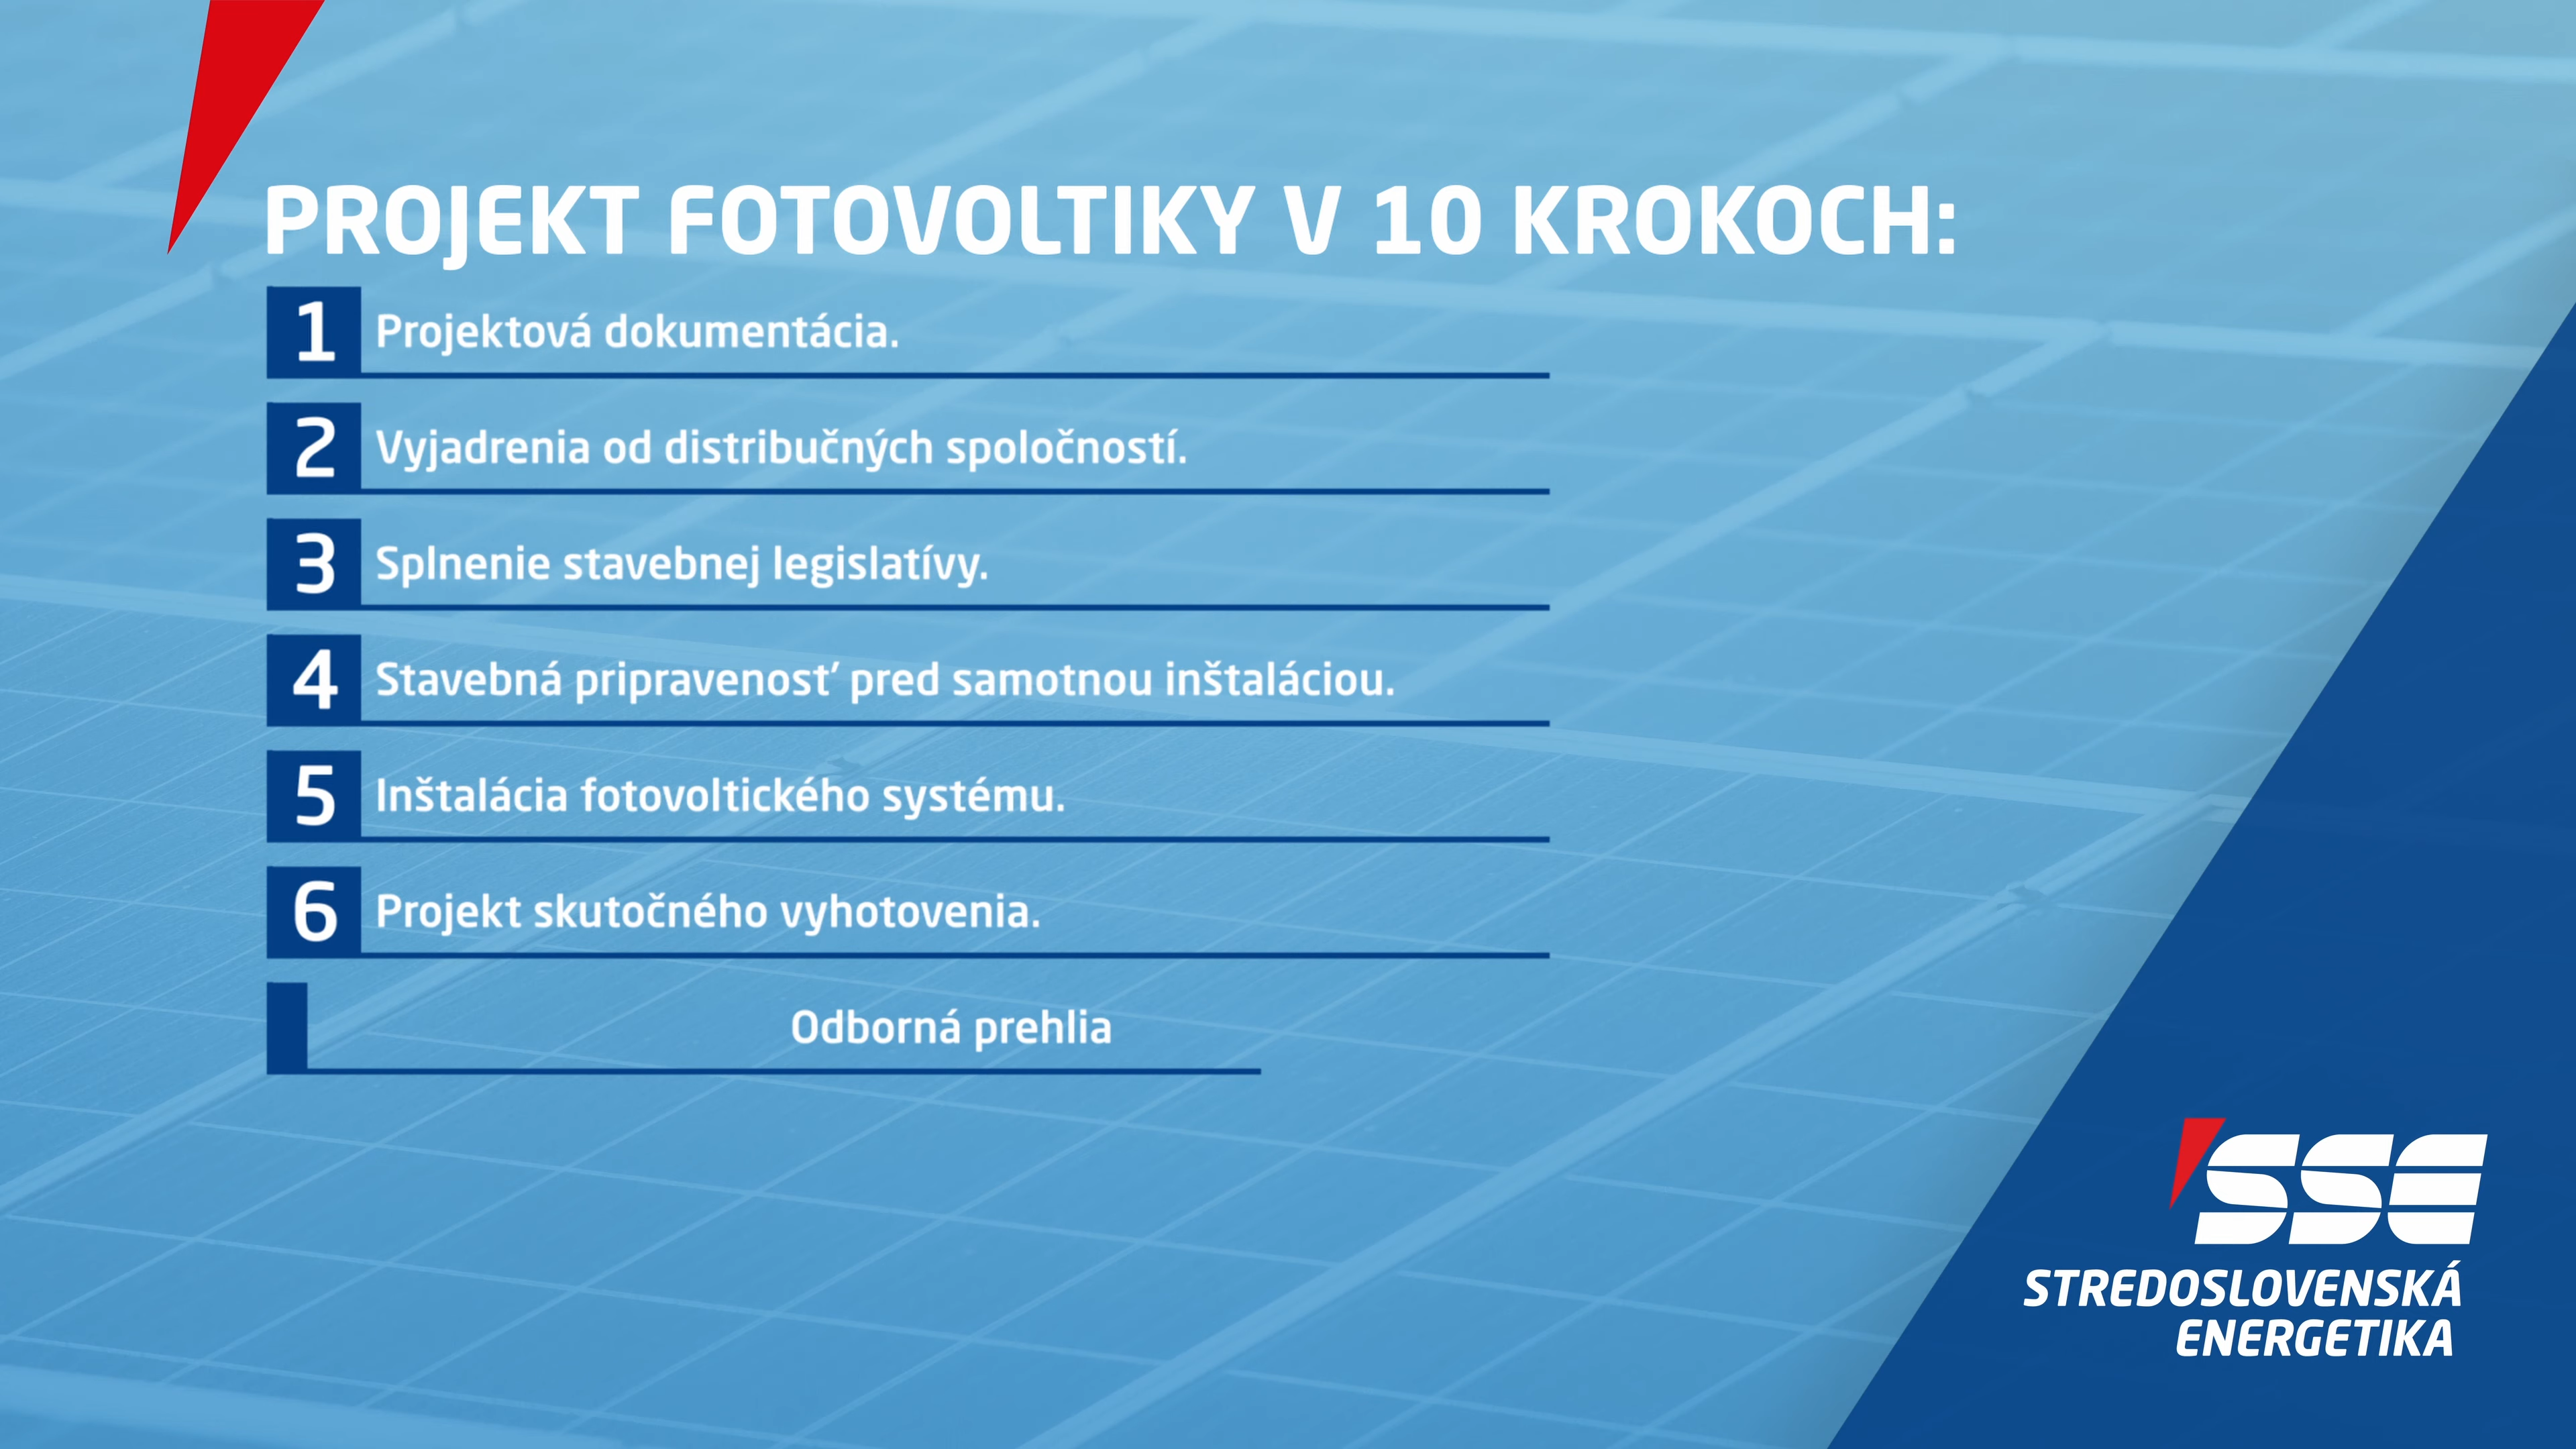 PROJEKT FOTOVOLTIKY V 10 KROKOCH:
1 Projektová dokumentácia.
2 Vyjadrenia od distribučných spoločností.
3 Splnenie stavebnej legislatívy.
4 Stavebná pripravenosť pred samotnou inštaláciou.
5 Inštalácia fotovoltického systému.
6 Projekt skutočného vyhotovenia.
Odborná prehlia
SSE
STREDOSLOVENSKÁ
ENERGETIKA